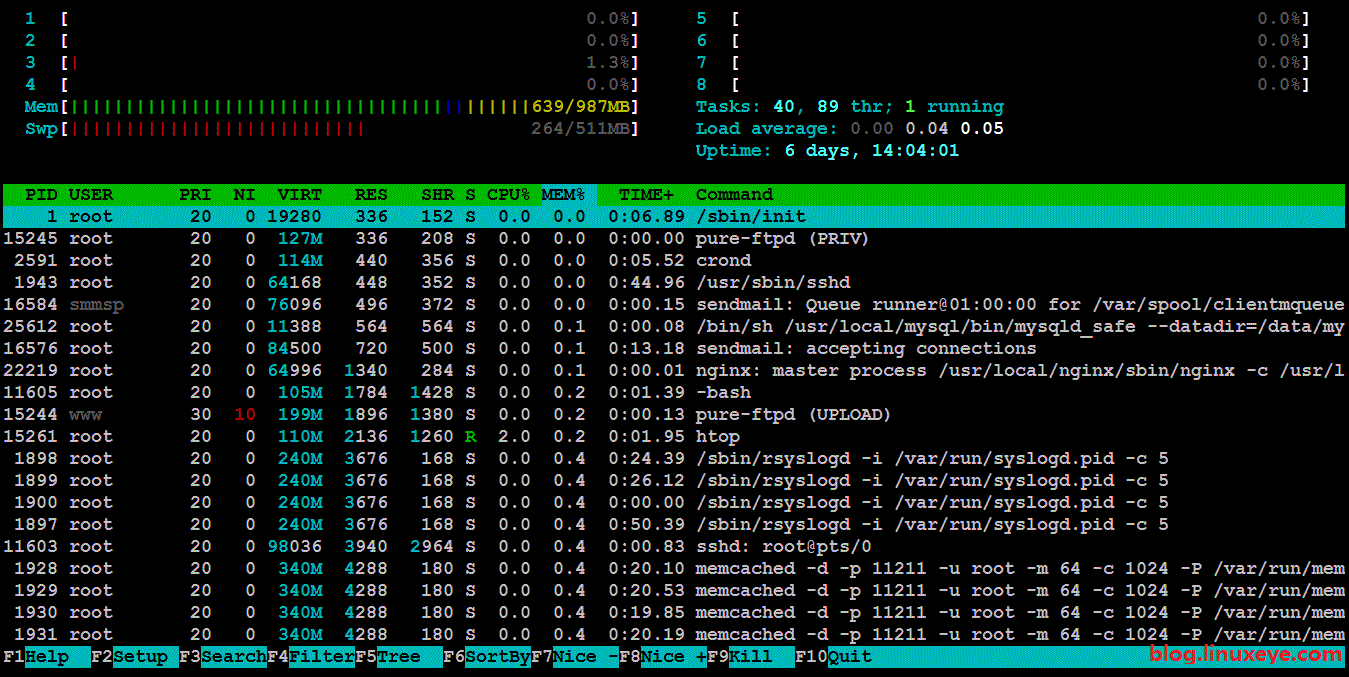 1 [ 0.0%] 5 [ 0.0%]
2 [ 0.0%] 6 [ 0.0%]
3 [| 1.3%] 7 [ 0.0%]
4 [ 0.0%] 8 [ 0.0%]
Mem[||||||||||||||||||||||||||||||||||||||||||639/987MB] Tasks: 40, 89 thr; 1 running
Swp[||||||||||||||||||||||||||| 264/511MB] Load average: 0.00 0.04 0.05
Uptime: 6 days, 14:04:01
PID USER PRI NI VIRT RES SHR S CPU% MEM% TIME+ Command
1 root 20 0 19280 336 152 S 0.0 0.0 0:06.89 /sbin/init
15245 root 20 0 127M 336 208 S 0.0 0.0 0:00.00 pure-ftpd (PRIV)
2591 root 20 0 114M 440 356 S 0.0 0.0 0:05.52 crond
1943 root 20 0 64168 448 352 S 0.0 0.0 0:44.96 /usr/sbin/sshd
16584 smmsp 20 0 76096 496 372 S 0.0 0.0 0:00.15 sendmail: Queue runner@01:00:00 for /var/spool/clientmqueue
25612 root 20 0 11388 564 564 S 0.0 0.1 0:00.08 /bin/sh /usr/local/mysql/bin/mysqld_safe --datadir=/data/my
16576 root 20 0 84500 720 500 S 0.0 0.1 0:13.18 sendmail: accepting connections
22219 root 20 0 64996 1340 284 S 0.0 0.1 0:00.01 nginx: master process /usr/local/nginx/sbin/nginx -c /usr/l
11605 root 20 0 105M 1784 1428 S 0.0 0.2 0:01.39 -bash
15244 www 30 10 199M 1896 1380 S 0.0 0.2 0:00.13 pure-ftpd (UPLOAD)
15261 root 20 0 110M 2136 1260 R 2.0 0.2 0:01.95 htop
1898 root 20 0 240M 3676 168 S 0.0 0.4 0:24.39 /sbin/rsyslogd -i /var/run/syslogd.pid -c 5
1899 root 20 0 240M 3676 168 S 0.0 0.4 0:26.12 /sbin/rsyslogd -i /var/run/syslogd.pid -c 5
1900 root 20 0 240M 3676 168 S 0.0 0.4 0:00.00 /sbin/rsyslogd -i /var/run/syslogd.pid -c 5
1897 root 20 0 240M 3676 168 S 0.0 0.4 0:50.39 /sbin/rsyslogd -i /var/run/syslogd.pid -c 5
11603 root 20 0 98036 3940 2964 S 0.0 0.4 0:00.83 sshd: root@pts/0
1928 root 20 0 340M 4288 180 S 0.0 0.4 0:20.10 memcached -d -p 11211 -u root -m 64 -c 1024 -P /var/run/mem
1929 root 20 0 340M 4288 180 S 0.0 0.4 0:20.53 memcached -d -p 11211 -u root -m 64 -c 1024 -P /var/run/mem
1930 root 20 0 340M 4288 180 S 0.0 0.4 0:19.85 memcached -d -p 11211 -u root -m 64 -c 1024 -P /var/run/mem
1931 root 20 0 340M 4288 180 S 0.0 0.4 0:20.19 memcached -d -p 11211 -u root -m 64 -c 1024 -P /var/run/mem
F1Help F2Setup F3SearchF4FilterF5Tree F6SortByF7Nice -F8Nice +F9Kill F10Quit blog.linuxeye.com